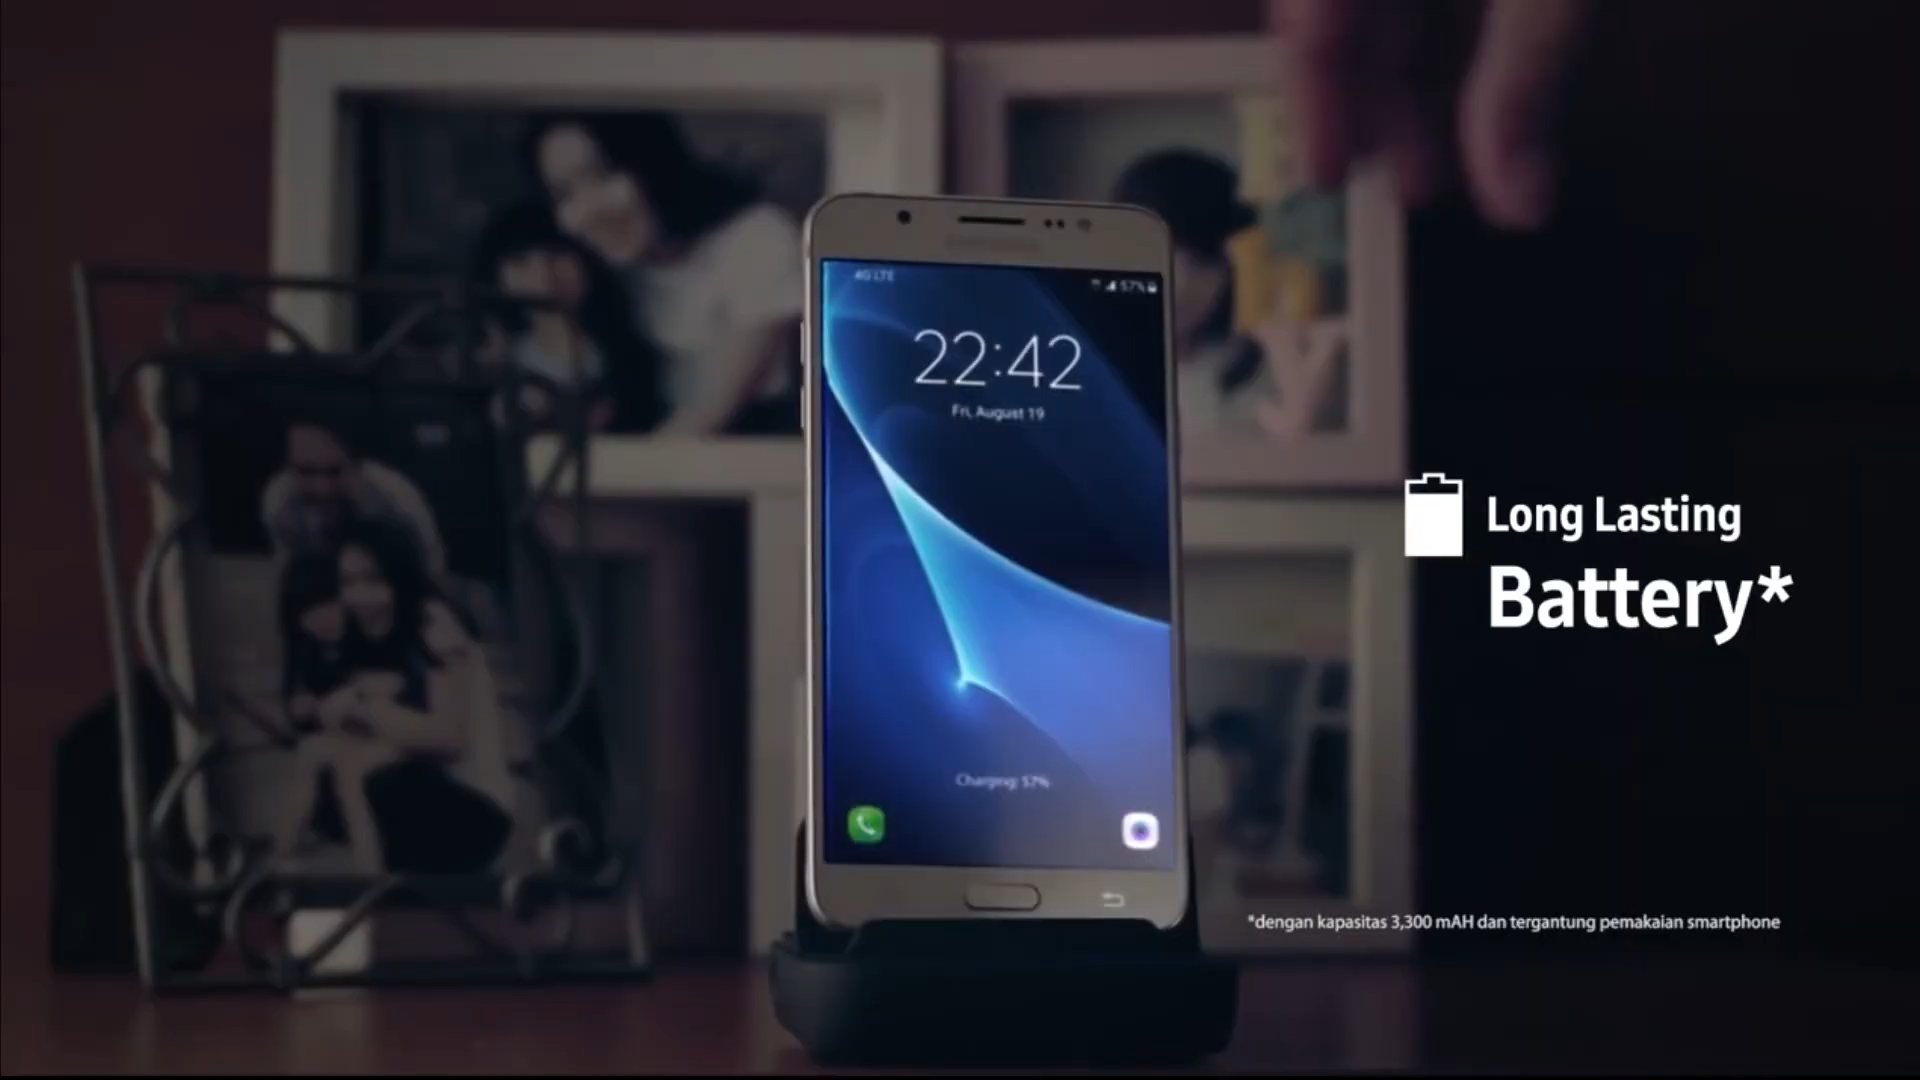 4G LTE
57%
22:42
Fri, August 19
Charging: 57%
Long Lasting
Battery*
*dengan kapasitas 3,300 mAH dan tergantung pemakaian smartphone